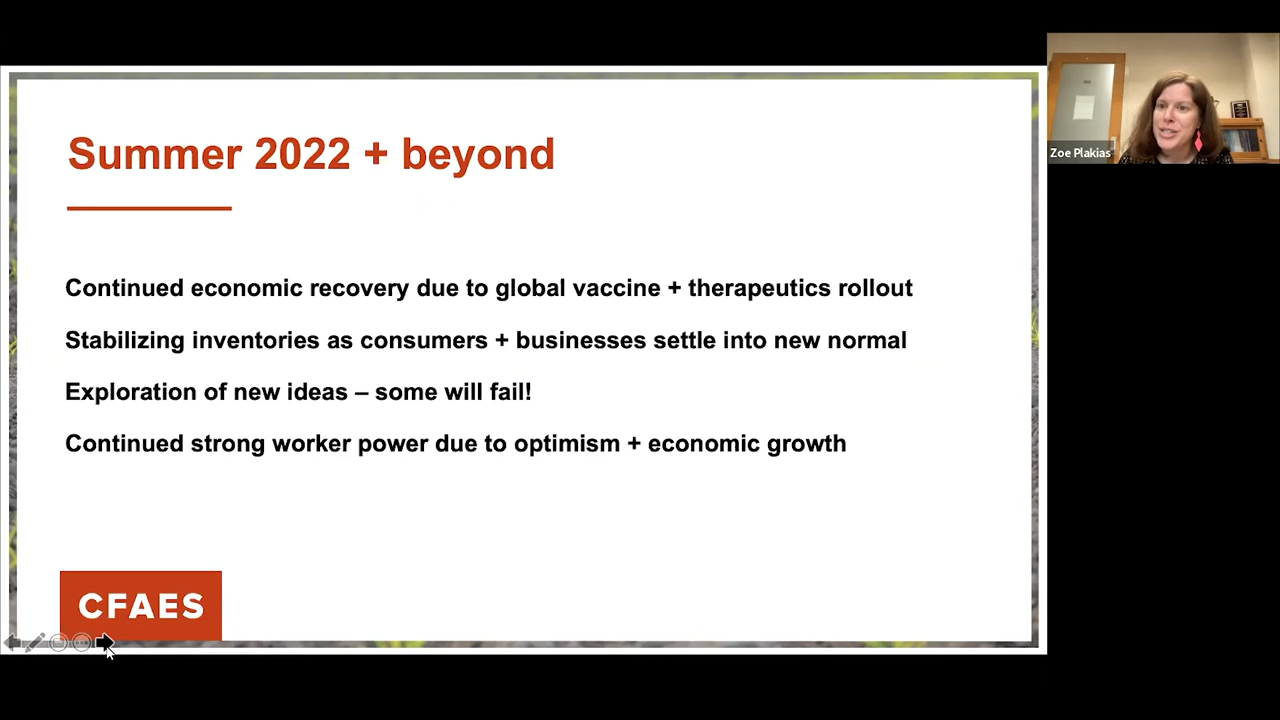 Summer 2022 + beyond
Continued economic recovery due to global vaccine + therapeutics rollout
Stabilizing inventories as consumers + businesses settle into new normal
Exploration of new ideas – some will fail!
Continued strong worker power due to optimism + economic growth
CFAES
Zoe Plakias